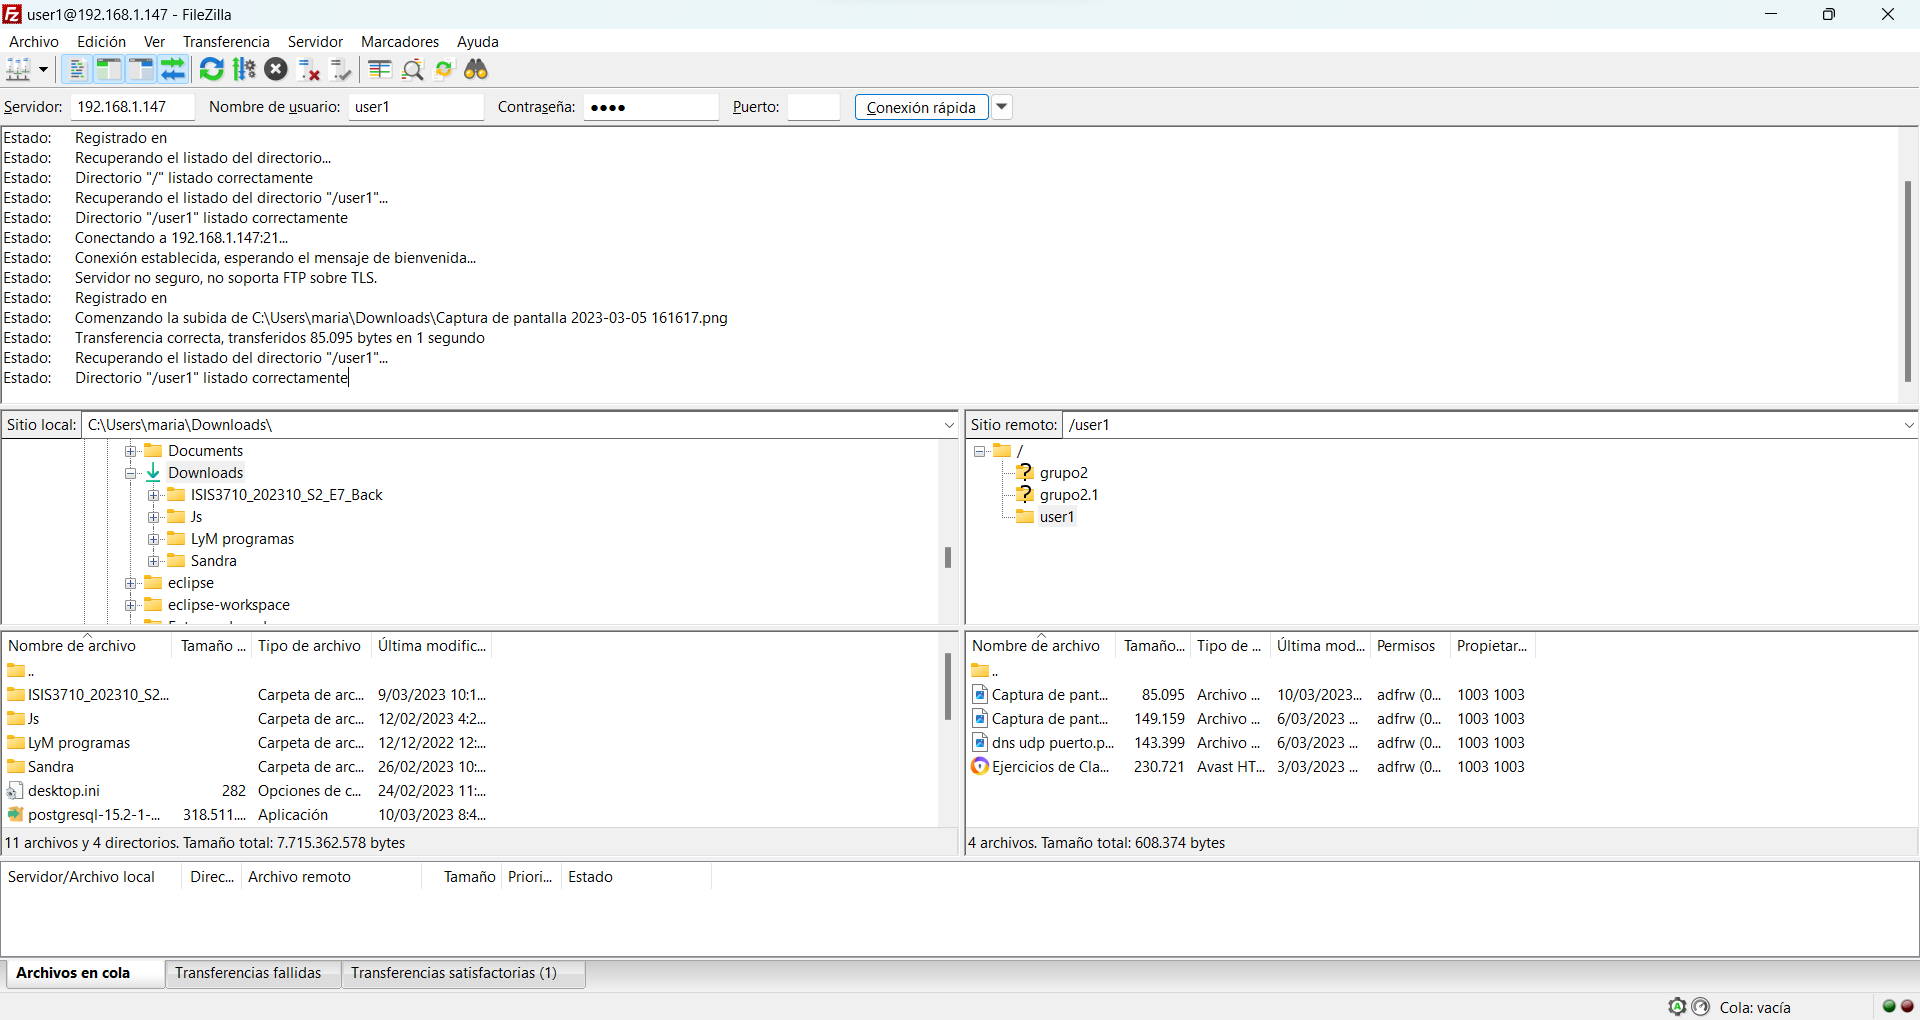 user1@192.168.1.147 - FileZilla
Archivo Edición Ver Transferencia Servidor Marcadores Ayuda
Servidor: 192.168.1.147 Nombre de usuario: user1 Contraseña: ●●●● Puerto: Conexión rápida
Estado: Registrado en
Estado: Recuperando el listado del directorio...
Estado: Directorio "/" listado correctamente
Estado: Recuperando el listado del directorio "/user1"...
Estado: Directorio "/user1" listado correctamente
Estado: Conectando a 192.168.1.147:21...
Estado: Conexión establecida, esperando el mensaje de bienvenida...
Estado: Servidor no seguro, no soporta FTP sobre TLS.
Estado: Registrado en
Estado: Comenzando la subida de C:\Users\maria\Downloads\Captura de pantalla 2023-03-05 161617.png
Estado: Transferencia correcta, transferidos 85.095 bytes en 1 segundo
Estado: Recuperando el listado del directorio "/user1"...
Estado: Directorio "/user1" listado correctamente
Sitio local: C:\Users\maria\Downloads\
Documents
Downloads
ISIS3710_202310_S2_E7_Back
Js
LyM programas
Sandra
eclipse
eclipse-workspace
Sitio remoto: /user1
/
grupo2
grupo2.1
user1
Nombre de archivo Tamaño ... Tipo de archivo Última modific...
..
ISIS3710_202310_S2... Carpeta de arc... 9/03/2023 10:1...
Js Carpeta de arc... 12/02/2023 4:2...
LyM programas Carpeta de arc... 12/12/2022 12:...
Sandra Carpeta de arc... 26/02/2023 10:...
desktop.ini 282 Opciones de c... 24/02/2023 11:...
postgresql-15.2-1-... 318.511.... Aplicación 10/03/2023 8:4...
11 archivos y 4 directorios. Tamaño total: 7.715.362.578 bytes
Nombre de archivo Tamaño... Tipo de ... Última mod... Permisos Propietar...
..
Captura de pant... 85.095 Archivo ... 10/03/2023... adfrw (0... 1003 1003
Captura de pant... 149.159 Archivo ... 6/03/2023 ... adfrw (0... 1003 1003
dns udp puerto.p... 143.399 Archivo ... 6/03/2023 ... adfrw (0... 1003 1003
Ejercicios de Cla... 230.721 Avast HT... 3/03/2023 ... adfrw (0... 1003 1003
4 archivos. Tamaño total: 608.374 bytes
Servidor/Archivo local Direc... Archivo remoto Tamaño Priori... Estado
Archivos en cola Transferencias fallidas Transferencias satisfactorias (1)
Cola: vacía